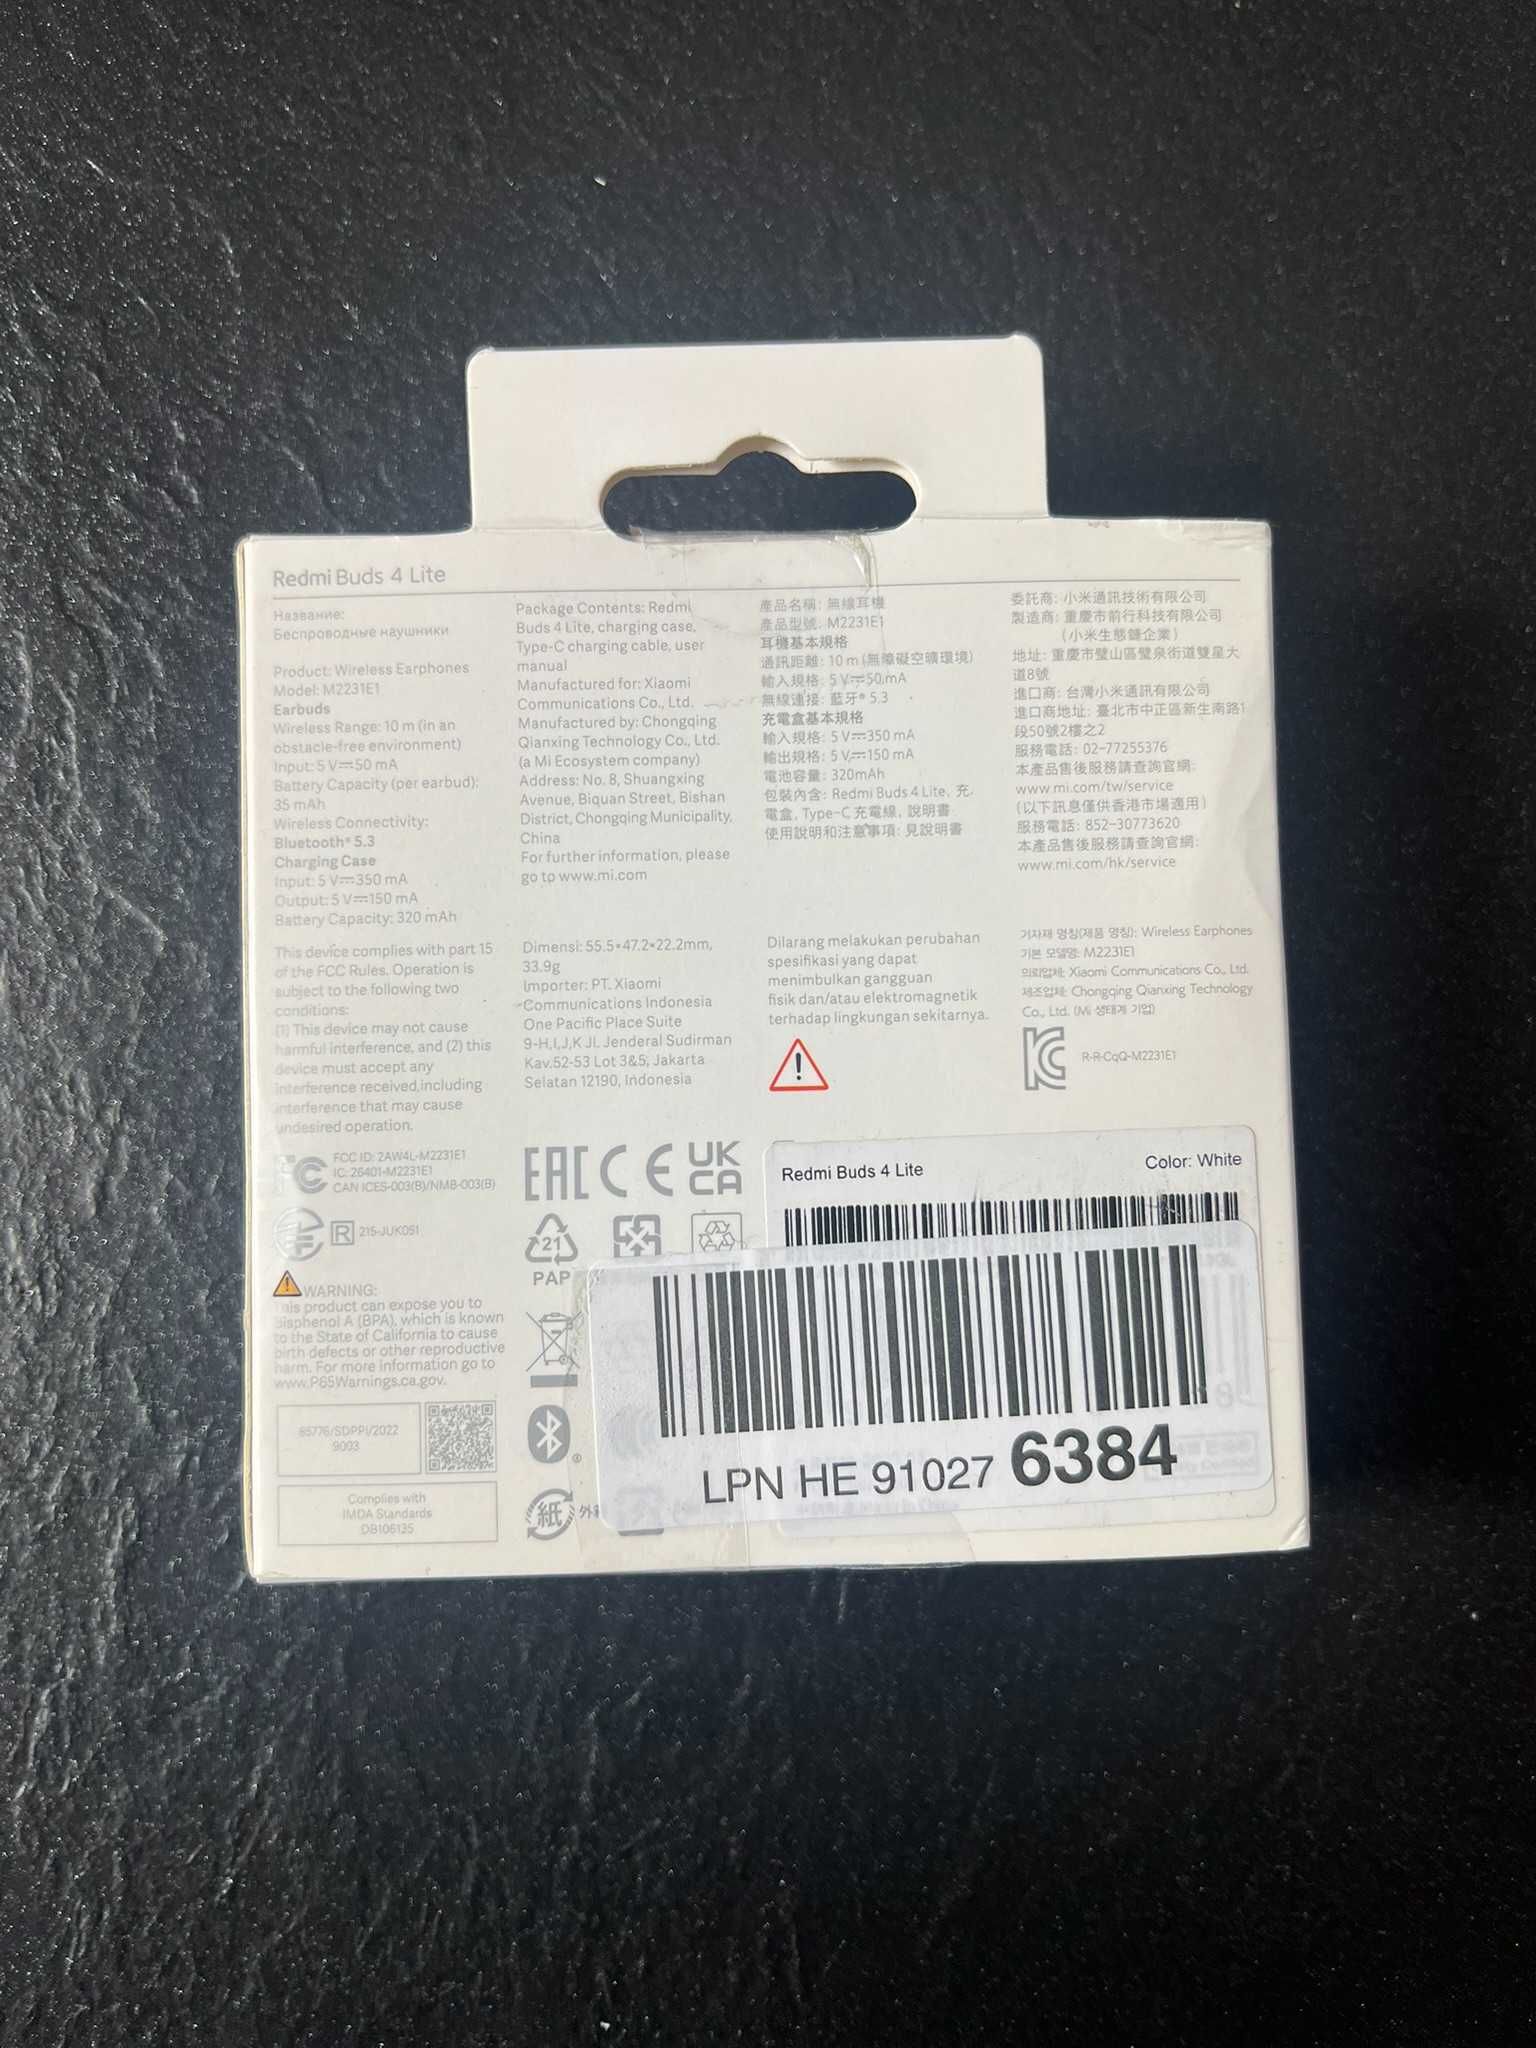 Redmi Buds 4 Lite
Название:
Беспроводные наушники
Product: Wireless Earphones
Model: M2231E1
Earbuds
Wireless Range: 10 m (in an
obstacle-free environment)
Input: 5 V⎓50 mA
Battery Capacity (per earbud):
35 mAh
Wireless Connectivity:
Bluetooth® 5.3
Charging Case
Input: 5 V⎓350 mA
Output: 5 V⎓150 mA
Battery Capacity: 320 mAh
Package Contents: Redmi
Buds 4 Lite, charging case,
Type-C charging cable, user
manual
Manufactured for: Xiaomi
Communications Co., Ltd.
Manufactured by: Chongqing
Qianxing Technology Co., Ltd.
(a Mi Ecosystem company)
Address: No. 8, Shuangxing
Avenue, Biquan Street, Bishan
District, Chongqing Municipality,
China
For further information, please
go to www.mi.com
產品名稱: 無線耳機
產品型號: M2231E1
耳機基本規格
通訊距離: 10 m (無障礙空曠環境)
輸入規格: 5 V⎓50 mA
無線連接: 藍牙® 5.3
充電盒基本規格
輸入規格: 5 V⎓350 mA
輸出規格: 5 V⎓150 mA
電池容量: 320mAh
包裝內含: Redmi Buds 4 Lite, 充
電盒, Type-C 充電線, 說明書
使用說明和注意事項: 見說明書
委託商: 小米通訊技術有限公司
製造商: 重慶市前行科技有限公司
(小米生態鏈企業)
地址: 重慶市璧山區璧泉街道雙星大
道8號
進口商: 台灣小米通訊有限公司
進口商地址: 臺北市中正區新生南路1
段50號2樓之2
服務電話: 02-77255376
本產品售後服務請查詢官網:
www.mi.com/tw/service
(以下訊息僅供香港市場適用)
服務電話: 852-30773620
本產品售後服務請查詢官網:
www.mi.com/hk/service
This device complies with part 15
of the FCC Rules. Operation is
subject to the following two
conditions:
(1) This device may not cause
harmful interference, and (2) this
device must accept any
interference received,including
interference that may cause
undesired operation.
Dimensi: 55.5*47.2*22.2mm,
33.9g
Importer: PT. Xiaomi
Communications Indonesia
One Pacific Place Suite
9-H,I,J,K Jl. Jenderal Sudirman
Kav.52-53 Lot 3&5, Jakarta
Selatan 12190, Indonesia
Dilarang melakukan perubahan
spesifikasi yang dapat
menimbulkan gangguan
fisik dan/atau elektromagnetik
terhadap lingkungan sekitarnya.
기자재 명칭(제품 명칭): Wireless Earphones
기본 모델명: M2231E1
의뢰업체: Xiaomi Communications Co., Ltd.
제조업체: Chongqing Qianxing Technology
Co., Ltd. (Mi 생태계 기업)
R-R-CqQ-M2231E1
FCC ID: 2AW4L-M2231E1
IC: 26401-M2231E1
CAN ICES-003(B)/NMB-003(B)
R 215-JUK051
EAC CE UK CA
21
PAP
WARNING:
This product can expose you to
bisphenol A (BPA), which is known
to the State of California to cause
birth defects or other reproductive
harm. For more information go to
www.P65Warnings.ca.gov.
85776/SDPPI/2022
9003
Complies with
IMDA Standards
DB106135
紙
外
Redmi Buds 4 Lite
Color: White
LPN HE 91027 6384